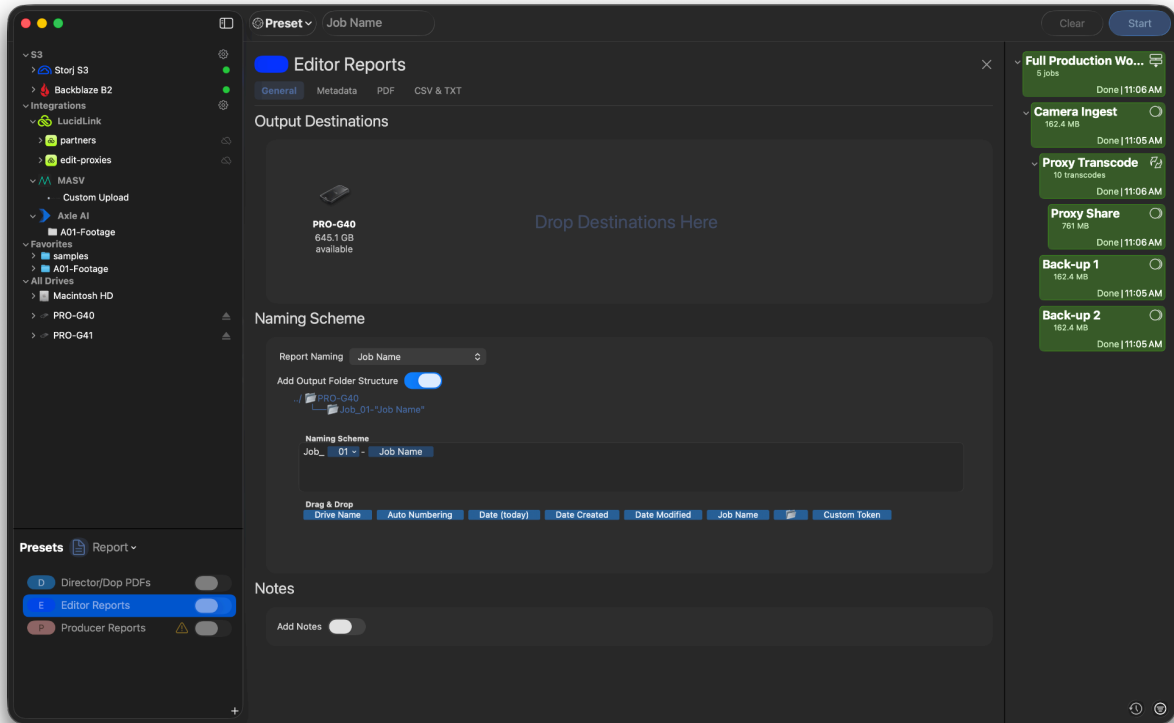 Preset
Job Name
Clear
Start
S3
Storj S3
Backblaze B2
Integrations
LucidLink
partners
edit-proxies
MASV
Custom Upload
Axle AI
A01-Footage
Favorites
samples
A01-Footage
All Drives
Macintosh HD
PRO-G40
PRO-G41
Presets Report
D Director/Dop PDFs
E Editor Reports
P Producer Reports
+
Editor Reports
General Metadata PDF CSV & TXT
Output Destinations
PRO-G40
645.1 GB
available
Drop Destinations Here
Naming Scheme
Report Naming Job Name
Add Output Folder Structure
../ PRO-G40
Job_01-"Job Name"
Naming Scheme
Job_ 01 - Job Name
Drag & Drop
Drive Name Auto Numbering Date (today) Date Created Date Modified Job Name Custom Token
Notes
Add Notes
Full Production Wo...
5 jobs
Done | 11:06 AM
Camera Ingest
162.4 MB
Done | 11:05 AM
Proxy Transcode
10 transcodes
Done | 11:06 AM
Proxy Share
761 MB
Done | 11:06 AM
Back-up 1
162.4 MB
Done | 11:05 AM
Back-up 2
162.4 MB
Done | 11:05 AM